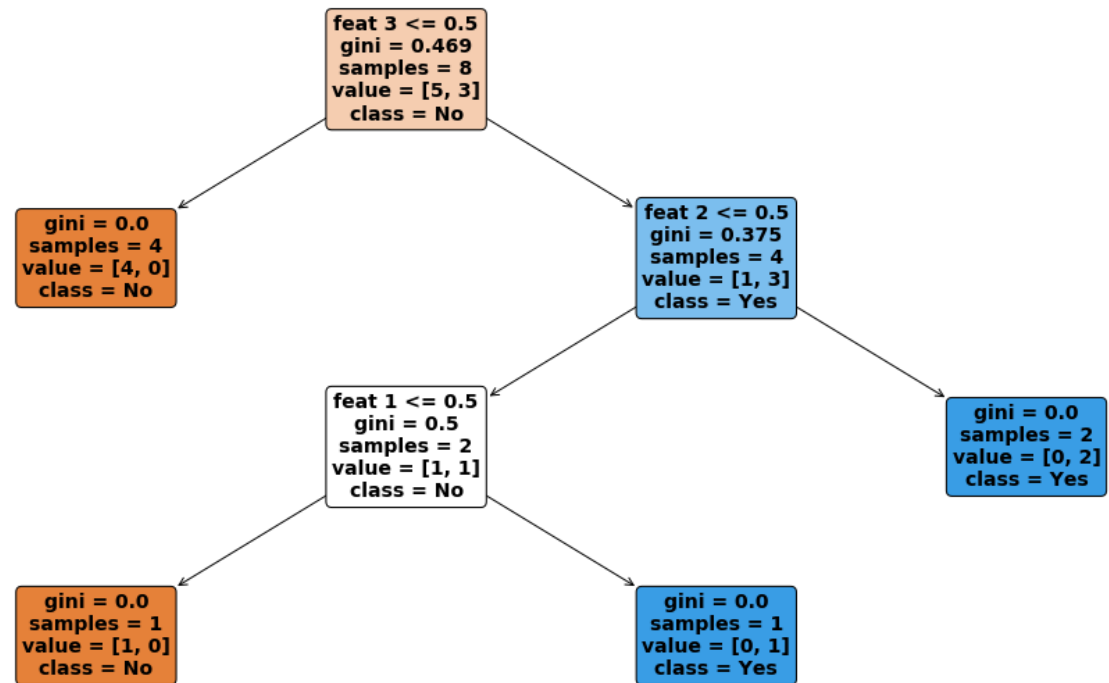 feat 3 <= 0.5
gini = 0.469
samples = 8
value = [5, 3]
class = No
gini = 0.0
samples = 4
value = [4, 0]
class = No
feat 2 <= 0.5
gini = 0.375
samples = 4
value = [1, 3]
class = Yes
feat 1 <= 0.5
gini = 0.5
samples = 2
value = [1, 1]
class = No
gini = 0.0
samples = 2
value = [0, 2]
class = Yes
gini = 0.0
samples = 1
value = [1, 0]
class = No
gini = 0.0
samples = 1
value = [0, 1]
class = Yes